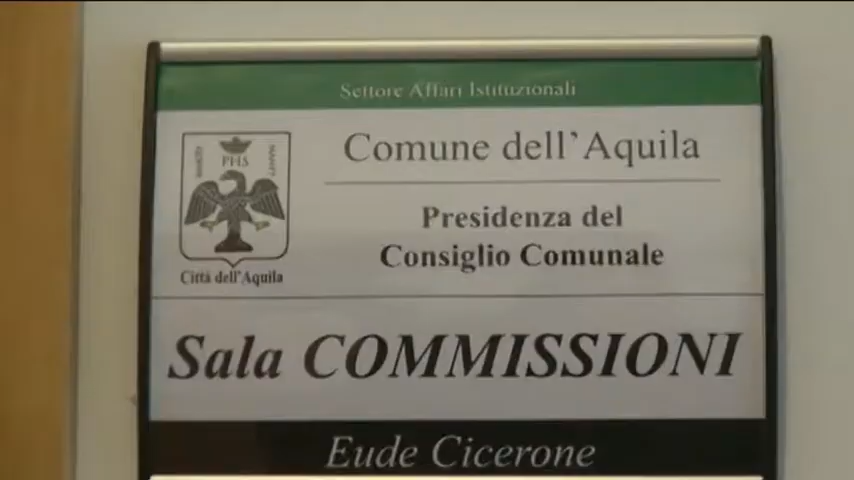 Settore Affari Istituzionali
Comune dell'Aquila
PHS
Presidenza del
Consiglio Comunale
Città dell'Aquila
Sala COMMISSIONI
Eude Cicerone